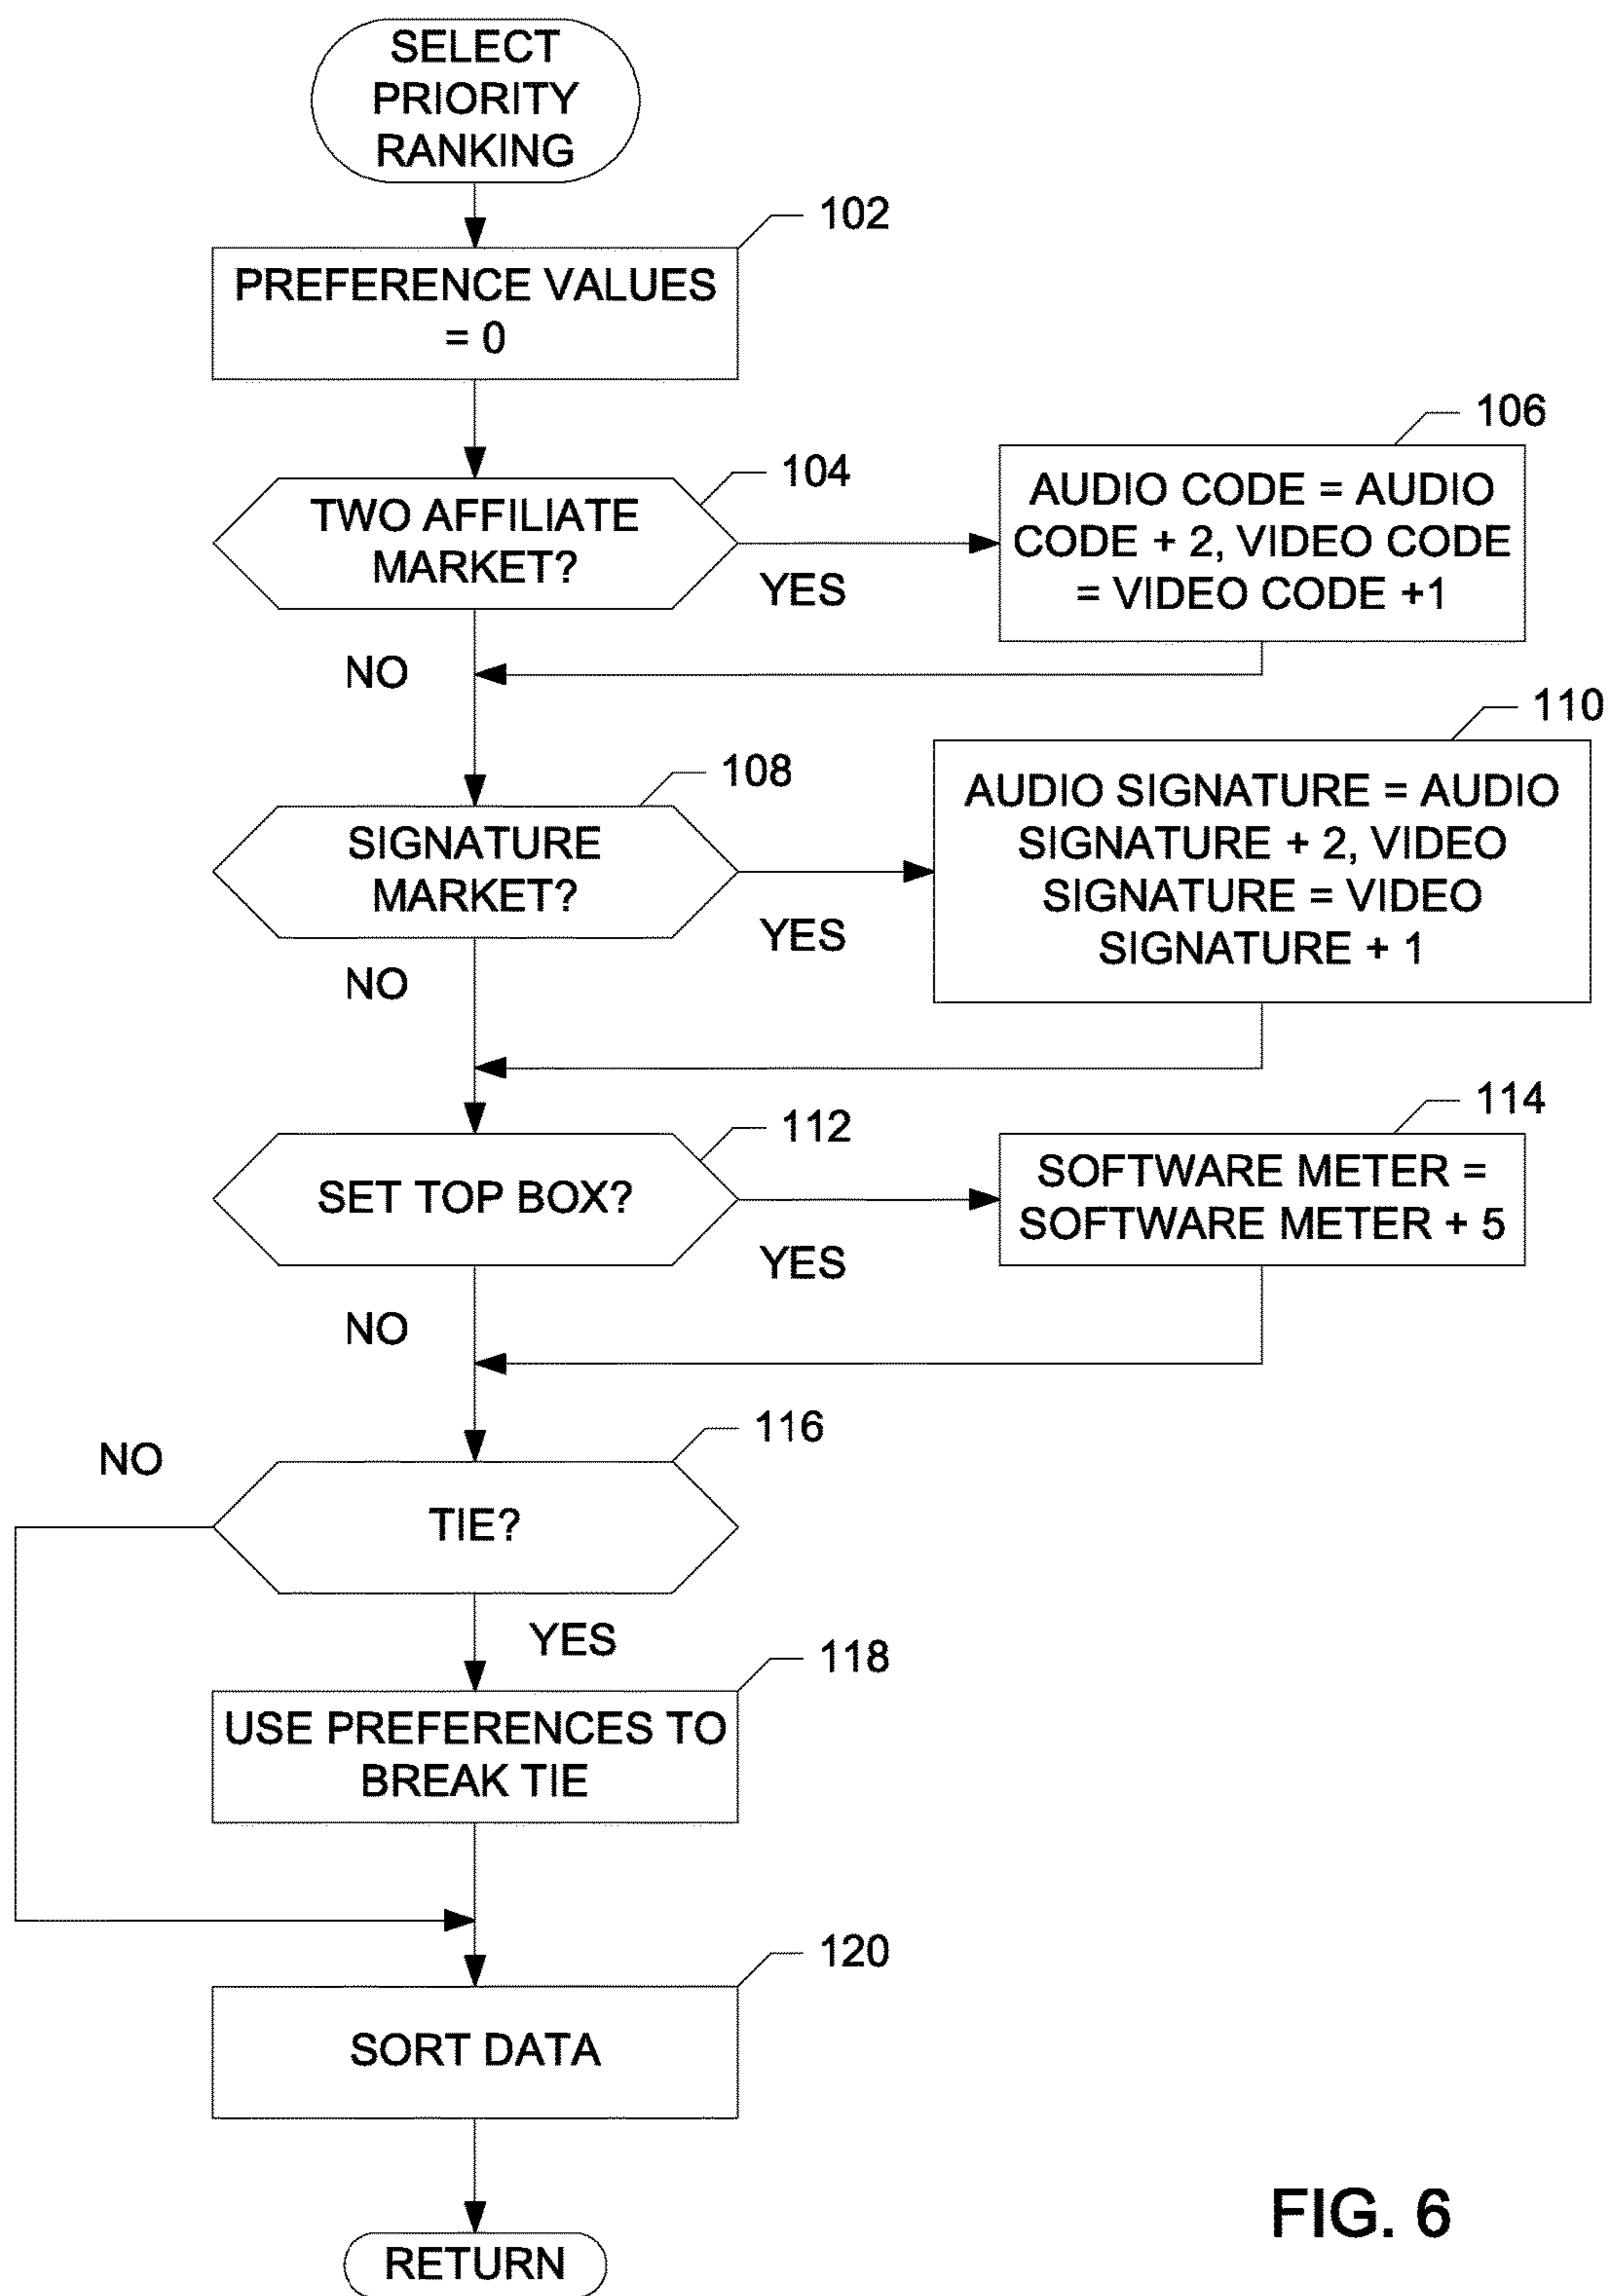 SELECT
PRIORITY
RANKING
102
PREFERENCE VALUES
= 0
104
TWO AFFILIATE
MARKET?
YES
NO
106
AUDIO CODE = AUDIO
CODE + 2, VIDEO CODE
= VIDEO CODE +1
108
SIGNATURE
MARKET?
YES
NO
110
AUDIO SIGNATURE = AUDIO
SIGNATURE + 2, VIDEO
SIGNATURE = VIDEO
SIGNATURE + 1
112
SET TOP BOX?
YES
NO
114
SOFTWARE METER =
SOFTWARE METER + 5
116
TIE?
NO
YES
118
USE PREFERENCES TO
BREAK TIE
120
SORT DATA
RETURN
FIG. 6